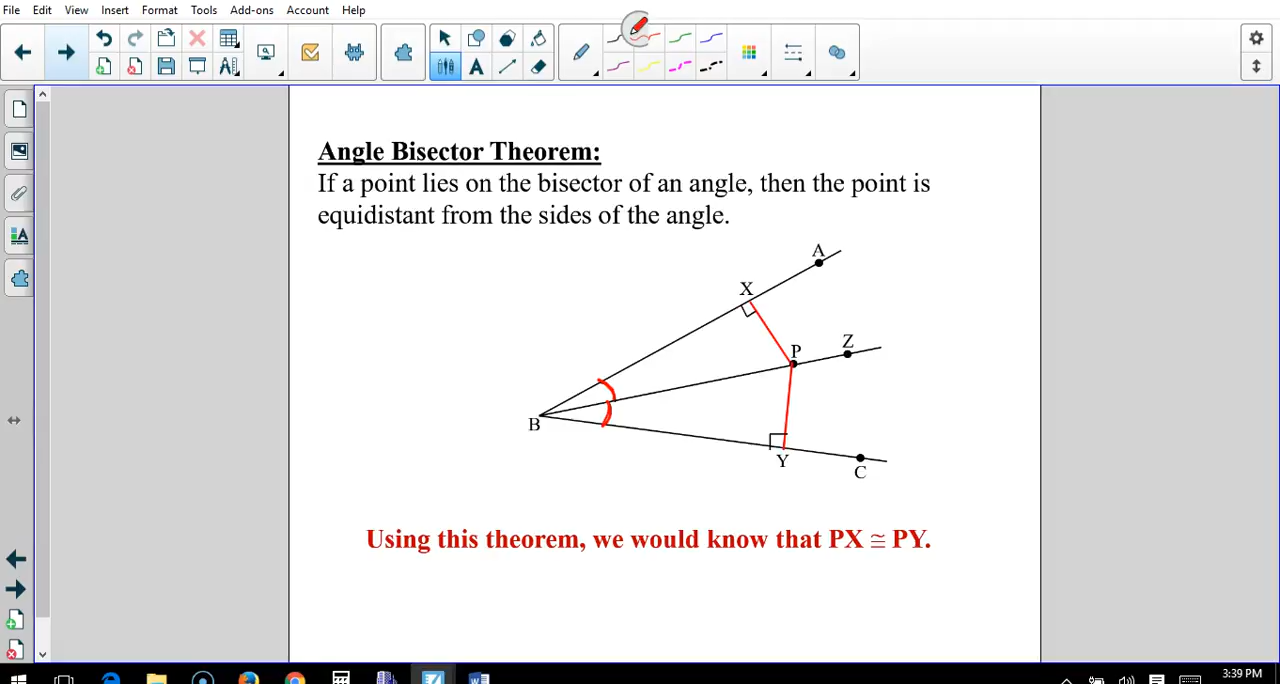 File Edit View Insert Format Tools Add-ons Account Help
Angle Bisector Theorem:
If a point lies on the bisector of an angle, then the point is
equidistant from the sides of the angle.
A
X
P
Z
B
Y
C
Using this theorem, we would know that PX ≅ PY.
3:39 PM